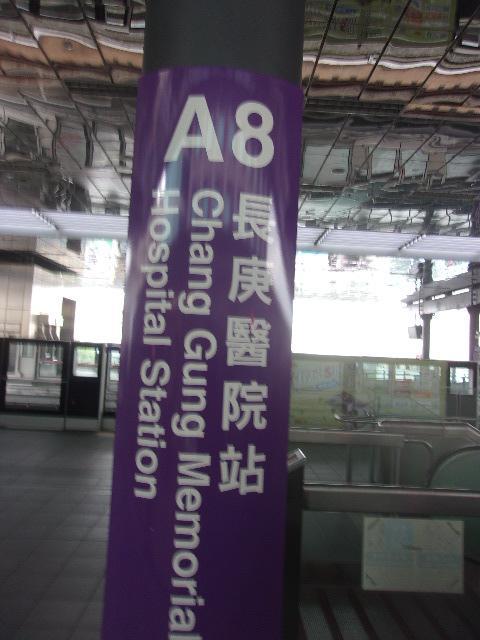 A8
長庚醫院站
Chang Gung Memorial
Hospital Station